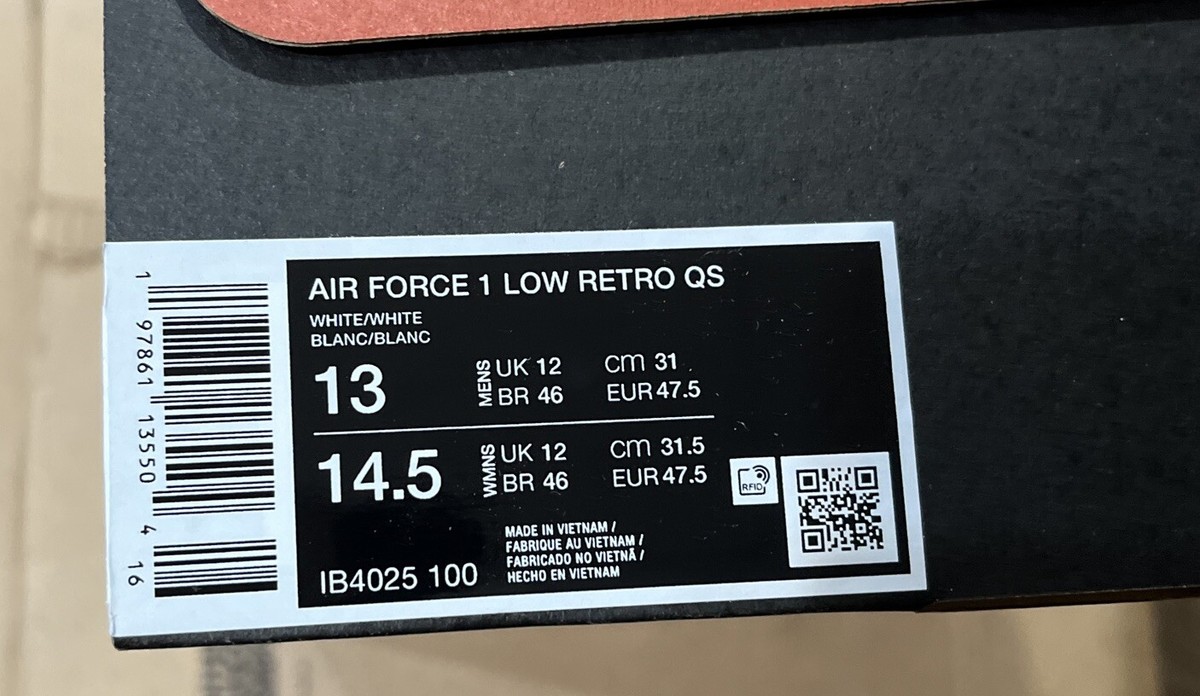 1 97861 13550 4 16
AIR FORCE 1 LOW RETRO QS
WHITE/WHITE
BLANC/BLANC
13
MENS
UK 12 cm 31
BR 46 EUR 47.5
14.5
WMNS
UK 12 cm 31.5
BR 46 EUR 47.5
RFID
MADE IN VIETNAM /
FABRIQUE AU VIETNAM /
FABRICADO NO VIETNÃ /
HECHO EN VIETNAM
IB4025 100